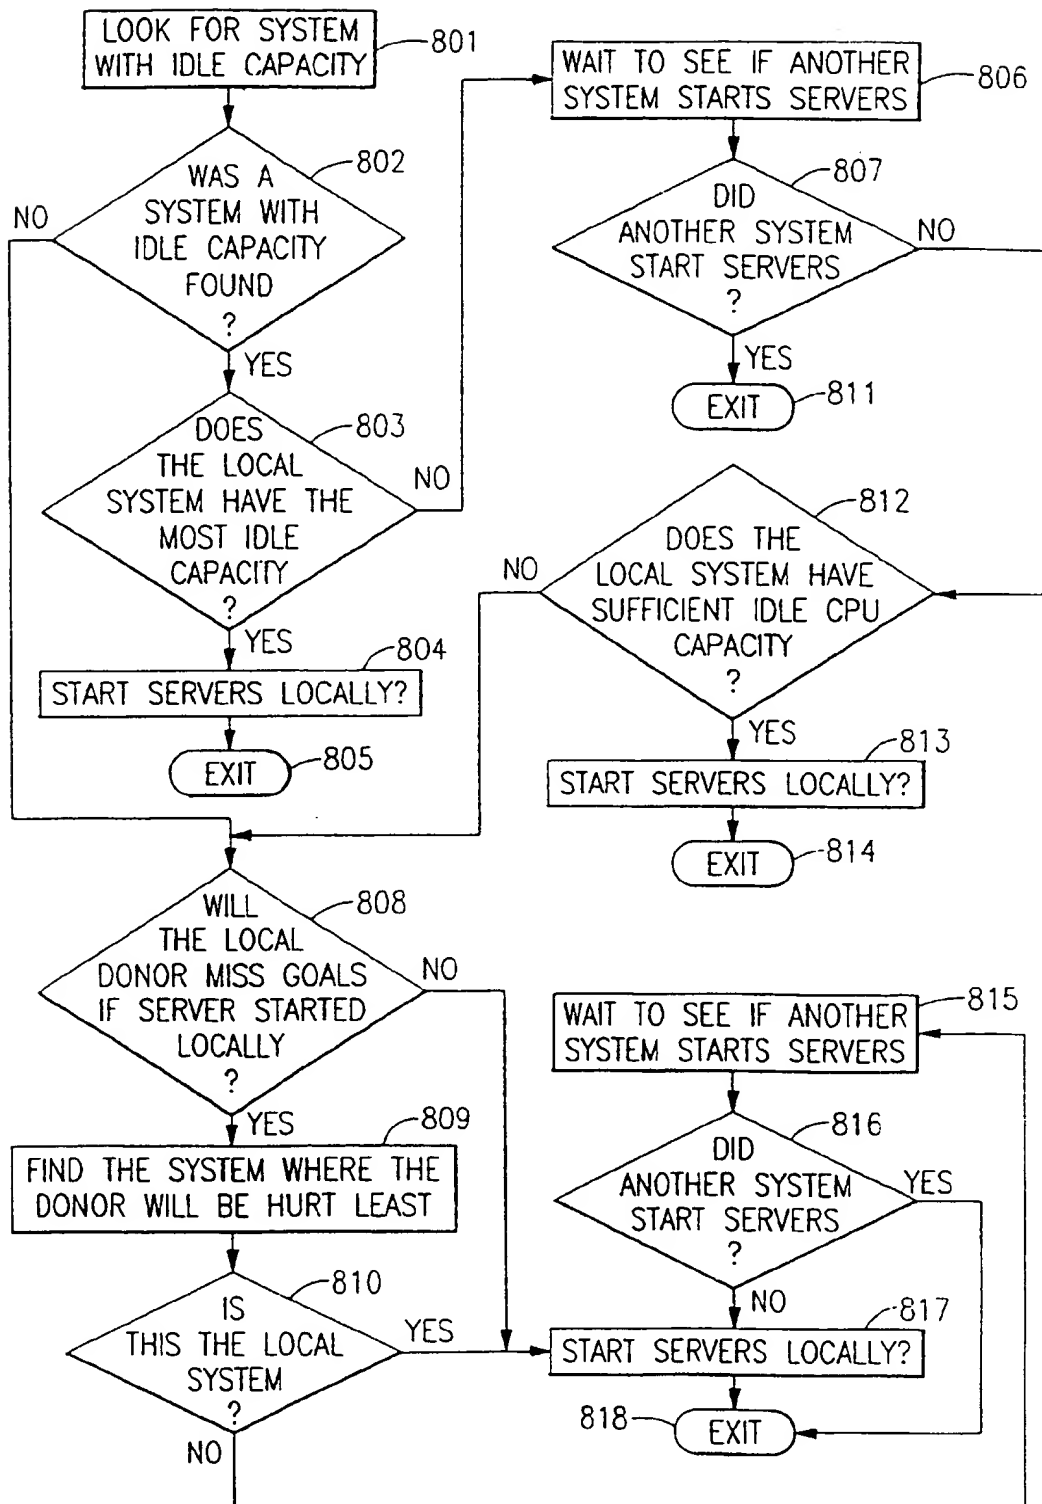 LOOK FOR SYSTEM
WITH IDLE CAPACITY
801
WAS A
SYSTEM WITH
IDLE CAPACITY
FOUND
?
802
NO
YES
DOES
THE LOCAL
SYSTEM HAVE THE
MOST IDLE
CAPACITY
?
803
NO
YES
804
START SERVERS LOCALLY?
EXIT
805
WAIT TO SEE IF ANOTHER
SYSTEM STARTS SERVERS
806
807
DID
ANOTHER SYSTEM
START SERVERS
?
NO
YES
EXIT
811
812
DOES THE
LOCAL SYSTEM HAVE
SUFFICIENT IDLE CPU
CAPACITY
?
NO
YES
813
START SERVERS LOCALLY?
EXIT
814
WILL
THE LOCAL
DONOR MISS GOALS
IF SERVER STARTED
LOCALLY
?
808
NO
YES
809
FIND THE SYSTEM WHERE THE
DONOR WILL BE HURT LEAST
810
IS
THIS THE LOCAL
SYSTEM
?
YES
NO
815
WAIT TO SEE IF ANOTHER
SYSTEM STARTS SERVERS
816
DID
ANOTHER SYSTEM
START SERVERS
?
YES
NO
817
START SERVERS LOCALLY?
818
EXIT